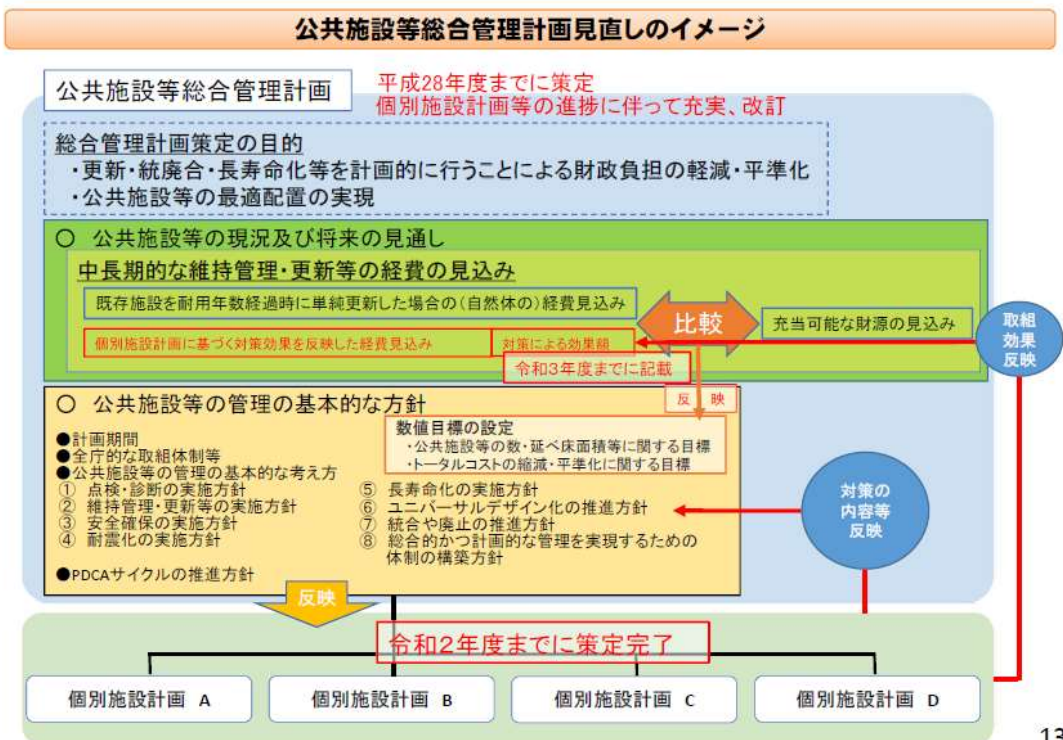 公共施設等総合管理計画見直しのイメージ
公共施設等総合管理計画
平成28年度までに策定
個別施設計画等の進捗に伴って充実、改訂
総合管理計画策定の目的
・更新・統廃合・長寿命化等を計画的に行うことによる財政負担の軽減・平準化
・公共施設等の最適配置の実現
○ 公共施設等の現況及び将来の見通し
中長期的な維持管理・更新等の経費の見込み
既存施設を耐用年数経過時に単純更新した場合の(自然体の)経費見込み
比較
充当可能な財源の見込み
個別施設計画に基づく対策効果を反映した経費見込み
対策による効果額
令和3年度までに記載
取組
効果
反映
○ 公共施設等の管理の基本的な方針
反 映
数値目標の設定
・公共施設等の数・延べ床面積等に関する目標
・トータルコストの縮減・平準化に関する目標
●計画期間
●全庁的な取組体制等
●公共施設等の管理の基本的な考え方
① 点検・診断の実施方針
② 維持管理・更新等の実施方針
③ 安全確保の実施方針
④ 耐震化の実施方針
⑤ 長寿命化の実施方針
⑥ ユニバーサルデザイン化の推進方針
⑦ 統合や廃止の推進方針
⑧ 総合的かつ計画的な管理を実現するための
体制の構築方針
●PDCAサイクルの推進方針
対策の
内容等
反映
反映
令和2年度までに策定完了
個別施設計画 A
個別施設計画 B
個別施設計画 C
個別施設計画 D
13